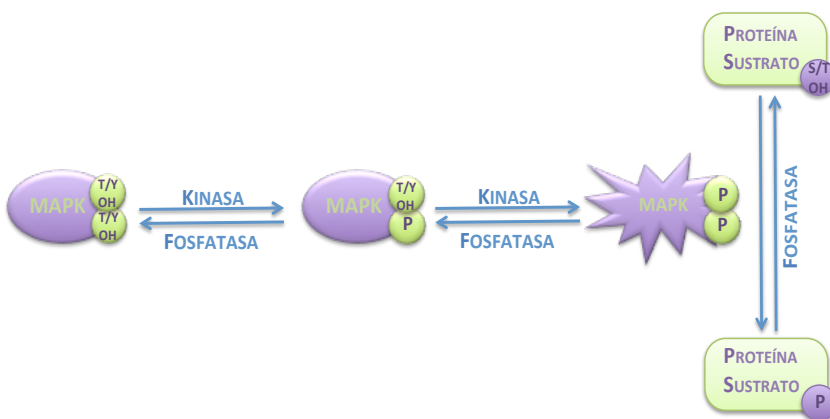 PROTEÍNA
SUSTRATO
S/T
OH
MAPK
T/Y
OH
T/Y
OH
KINASA
FOSFATASA
MAPK
T/Y
OH
P
KINASA
FOSFATASA
MAPK
P
P
FOSFATASA
PROTEÍNA
SUSTRATO
P